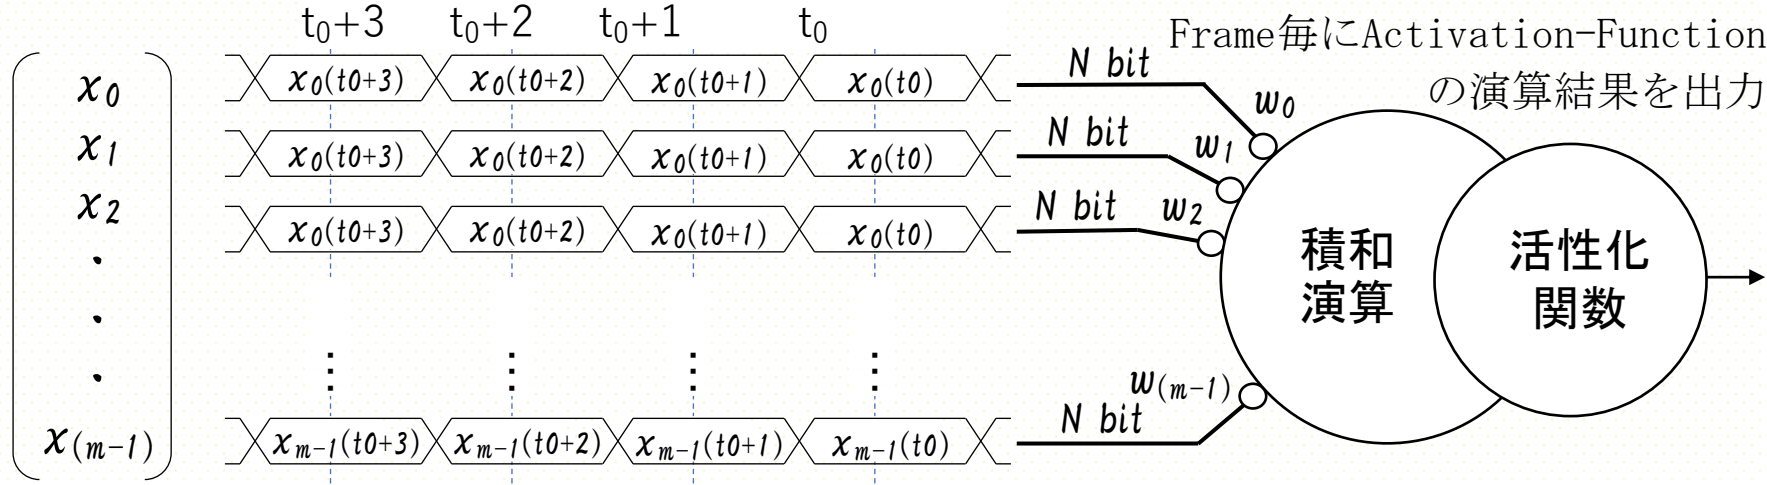 t0+3 t0+2 t0+1 t0
Frame毎にActivation-Function
の演算結果を出力
x0 x0(t0+3) x0(t0+2) x0(t0+1) x0(t0) N bit w0
x1 x0(t0+3) x0(t0+2) x0(t0+1) x0(t0) N bit w1
x2 x0(t0+3) x0(t0+2) x0(t0+1) x0(t0) N bit w2
積和
演算
活性化
関数
x(m-1) xm-1(t0+3) xm-1(t0+2) xm-1(t0+1) xm-1(t0) N bit w(m-1)